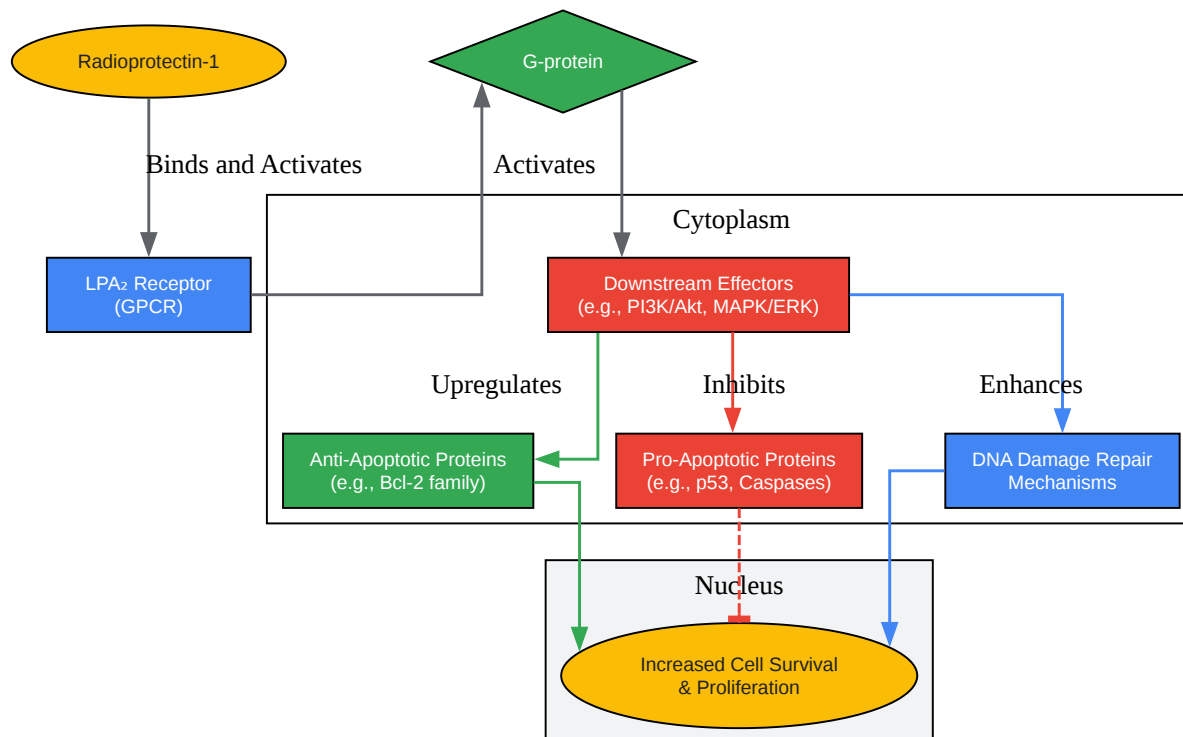 Radioprotectin-1
G-protein
Binds and Activates
Activates
Cytoplasm
LPA₂ Receptor
(GPCR)
Downstream Effectors
(e.g., PI3K/Akt, MAPK/ERK)
Upregulates
Inhibits
Enhances
Anti-Apoptotic Proteins
(e.g., Bcl-2 family)
Pro-Apoptotic Proteins
(e.g., p53, Caspases)
DNA Damage Repair
Mechanisms
Nucleus
Increased Cell Survival
& Proliferation